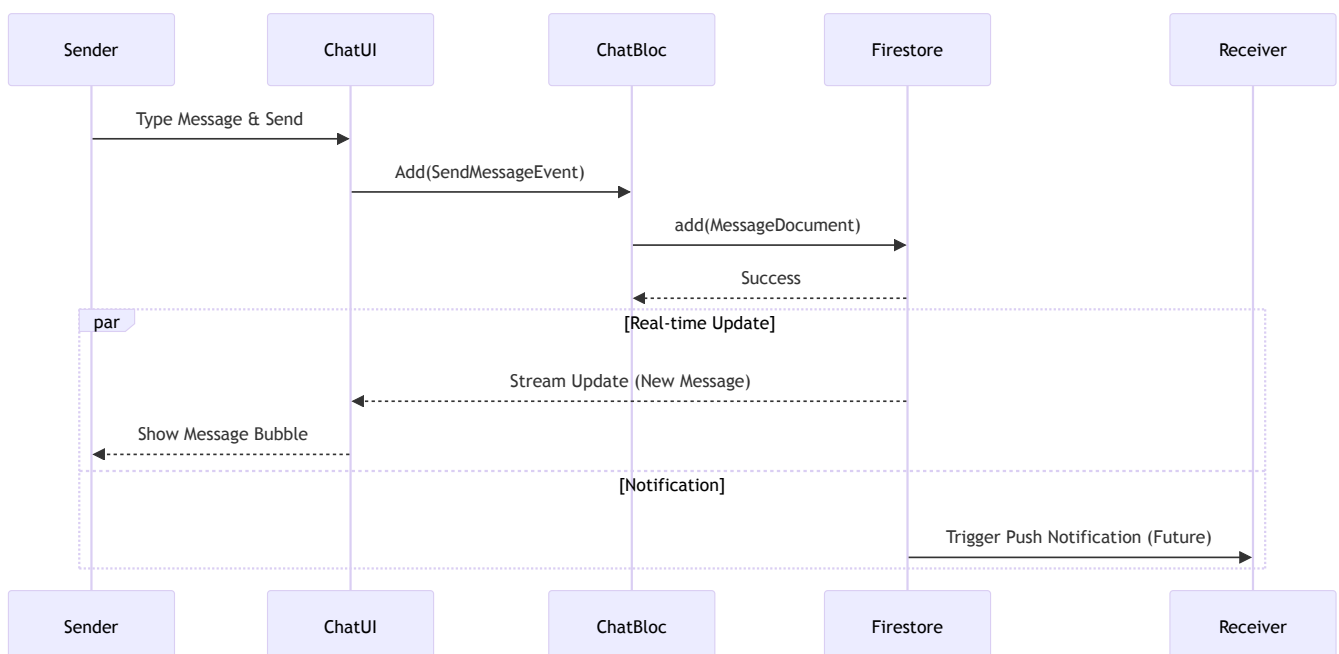 Sender
ChatUI
ChatBloc
Firestore
Receiver
Type Message & Send
Add(SendMessageEvent)
add(MessageDocument)
Success
par
[Real-time Update]
Stream Update (New Message)
Show Message Bubble
[Notification]
Trigger Push Notification (Future)
Sender
ChatUI
ChatBloc
Firestore
Receiver